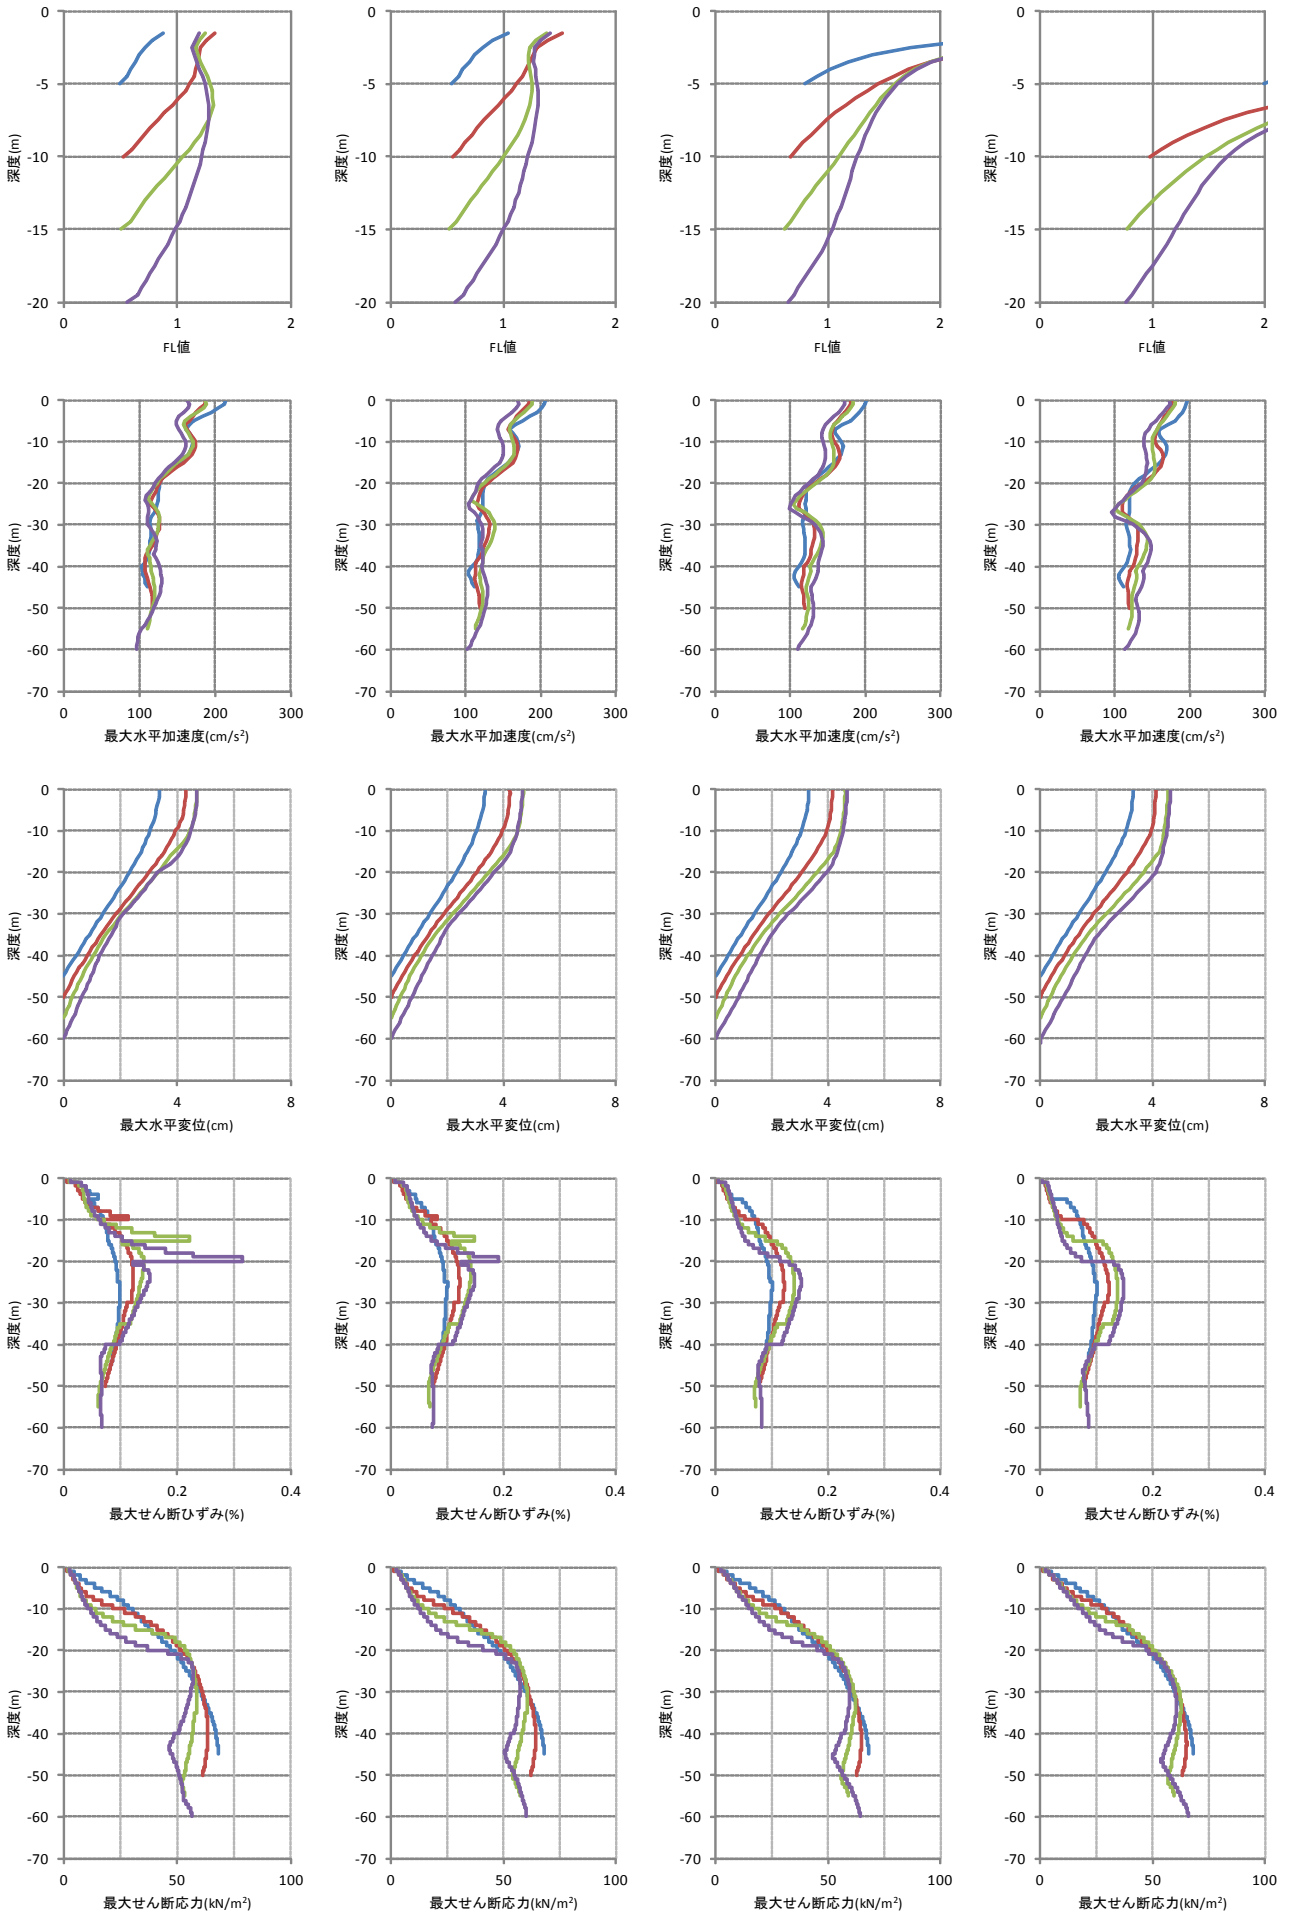 0 0 0 0
-5 -5 -5 -5
-10 -10 -10 -10
-15 -15 -15 -15
-20 -20 -20 -20
深度(m) 深度(m) 深度(m) 深度(m)
0 1 2 0 1 2 0 1 2 0 1 2
FL値 FL値 FL値 FL値
0 0 0 0
-10 -10 -10 -10
-20 -20 -20 -20
-30 -30 -30 -30
-40 -40 -40 -40
-50 -50 -50 -50
-60 -60 -60 -60
-70 -70 -70 -70
深度(m) 深度(m) 深度(m) 深度(m)
0 100 200 300 0 100 200 300 0 100 200 300 0 100 200 300
最大水平加速度(cm/s²) 最大水平加速度(cm/s²) 最大水平加速度(cm/s²) 最大水平加速度(cm/s²)
0 0 0 0
-10 -10 -10 -10
-20 -20 -20 -20
-30 -30 -30 -30
-40 -40 -40 -40
-50 -50 -50 -50
-60 -60 -60 -60
-70 -70 -70 -70
深度(m) 深度(m) 深度(m) 深度(m)
0 4 8 0 4 8 0 4 8 0 4 8
最大水平変位(cm) 最大水平変位(cm) 最大水平変位(cm) 最大水平変位(cm)
0 0 0 0
-10 -10 -10 -10
-20 -20 -20 -20
-30 -30 -30 -30
-40 -40 -40 -40
-50 -50 -50 -50
-60 -60 -60 -60
-70 -70 -70 -70
深度(m) 深度(m) 深度(m) 深度(m)
0 0.2 0.4 0 0.2 0.4 0 0.2 0.4 0 0.2 0.4
最大せん断ひずみ(%) 最大せん断ひずみ(%) 最大せん断ひずみ(%) 最大せん断ひずみ(%)
0 0 0 0
-10 -10 -10 -10
-20 -20 -20 -20
-30 -30 -30 -30
-40 -40 -40 -40
-50 -50 -50 -50
-60 -60 -60 -60
-70 -70 -70 -70
深度(m) 深度(m) 深度(m) 深度(m)
0 50 100 0 50 100 0 50 100 0 50 100
最大せん断応力(kN/m²) 最大せん断応力(kN/m²) 最大せん断応力(kN/m²) 最大せん断応力(kN/m²)